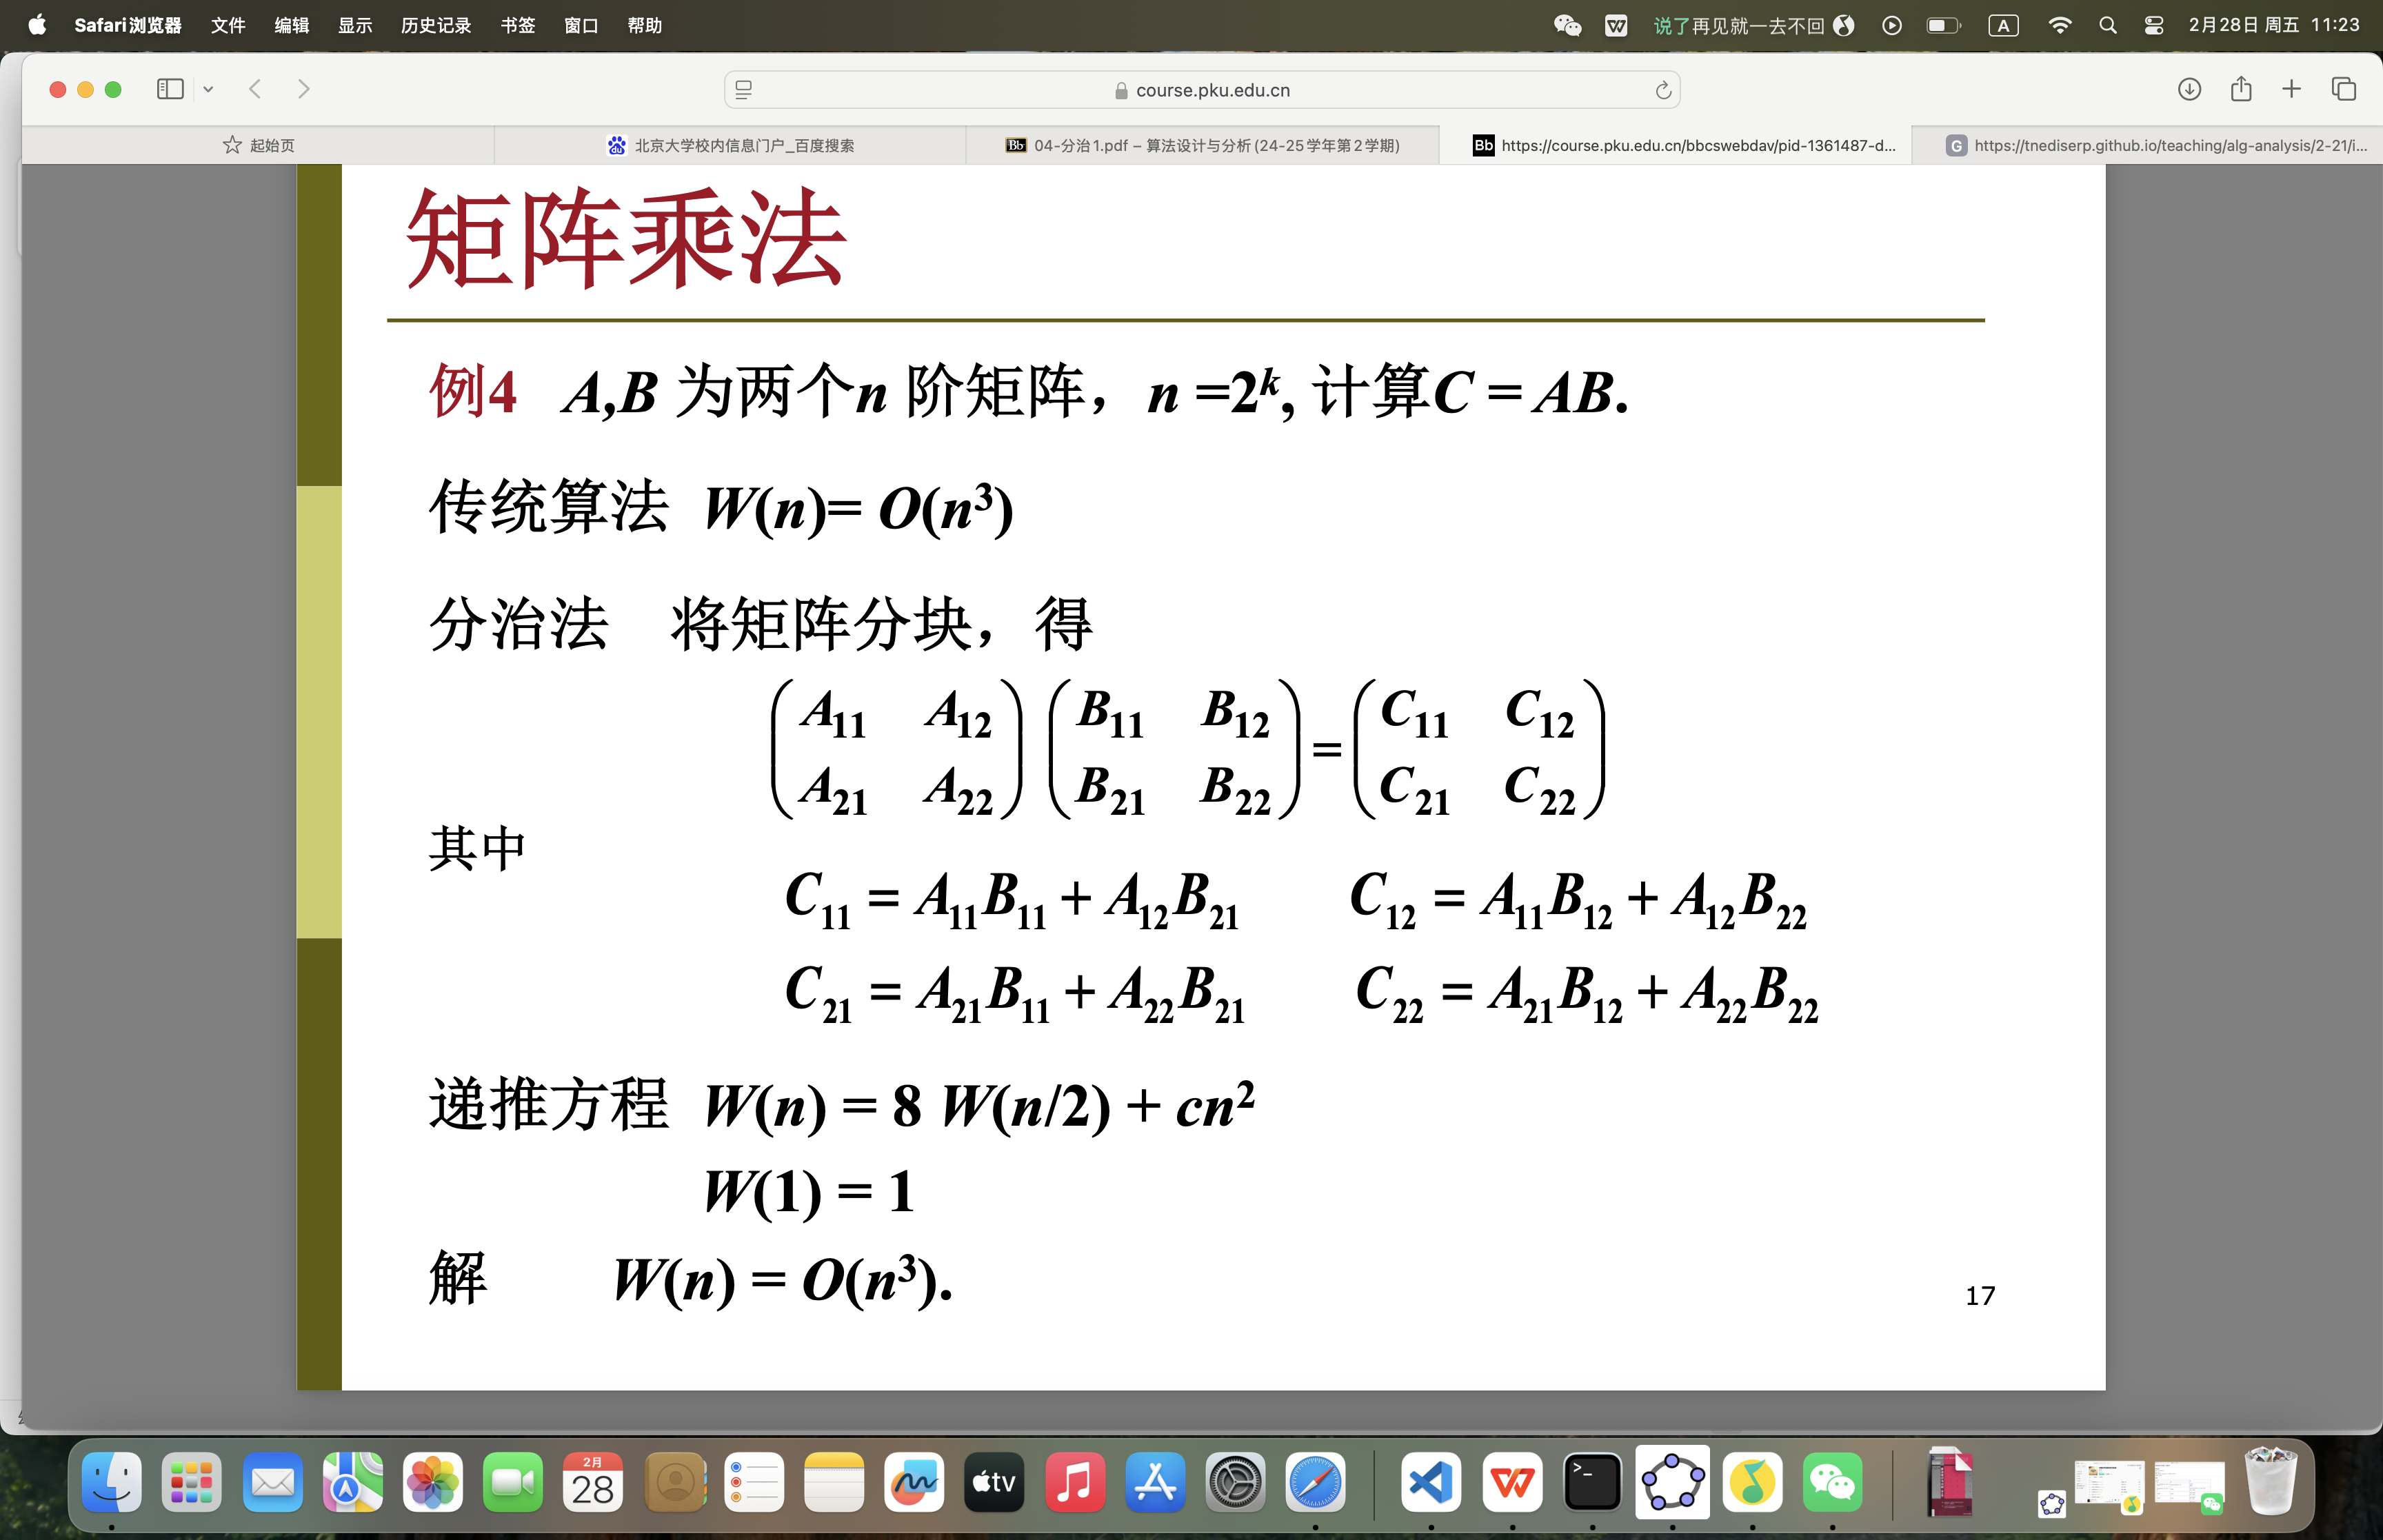 Safari浏览器 文件 编辑 显示 历史记录 书签 窗口 帮助 说了再见就一去不回 A 2月28日 周五 11:23
course.pku.edu.cn
起始页 北京大学校内信息门户_百度搜索 Bb 04-分治1.pdf – 算法设计与分析(24-25学年第2学期) Bb https://course.pku.edu.cn/bbcswebdav/pid-1361487-d... G https://tnediserp.github.io/teaching/alg-analysis/2-21/i...
矩阵乘法
例4 A,B 为两个n 阶矩阵，n =2^k, 计算C = AB.
传统算法 W(n)= O(n^3)
分治法 将矩阵分块，得
(A11 A12) (B11 B12) = (C11 C12)
(A21 A22) (B21 B22) (C21 C22)
其中
C11 = A11B11 + A12B21 C12 = A11B12 + A12B22
C21 = A21B11 + A22B21 C22 = A21B12 + A22B22
递推方程 W(n) = 8 W(n/2) + cn^2
W(1) = 1
解 W(n) = O(n^3).
17
2月
28
tv